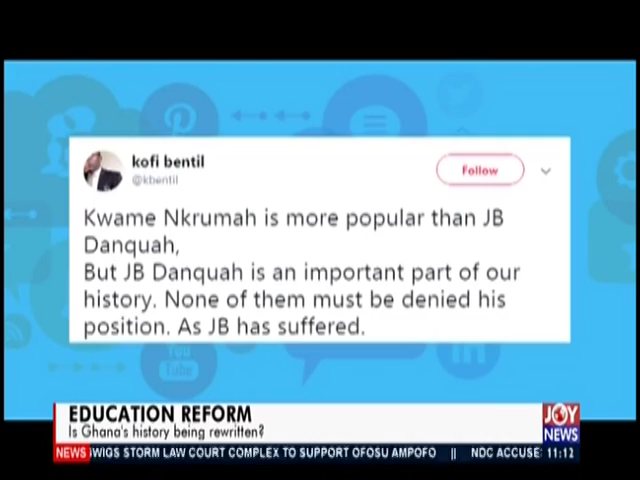 kofi bentil
@kbentil
Follow
Kwame Nkrumah is more popular than JB
Danquah,
But JB Danquah is an important part of our
history. None of them must be denied his
position. As JB has suffered.
You
Tube
in
EDUCATION REFORM
Is Ghana's history being rewritten?
JOY
NEWS
NEWS WIGS STORM LAW COURT COMPLEX TO SUPPORT OFOSU AMPOFO || NDC ACCUSE 11:12